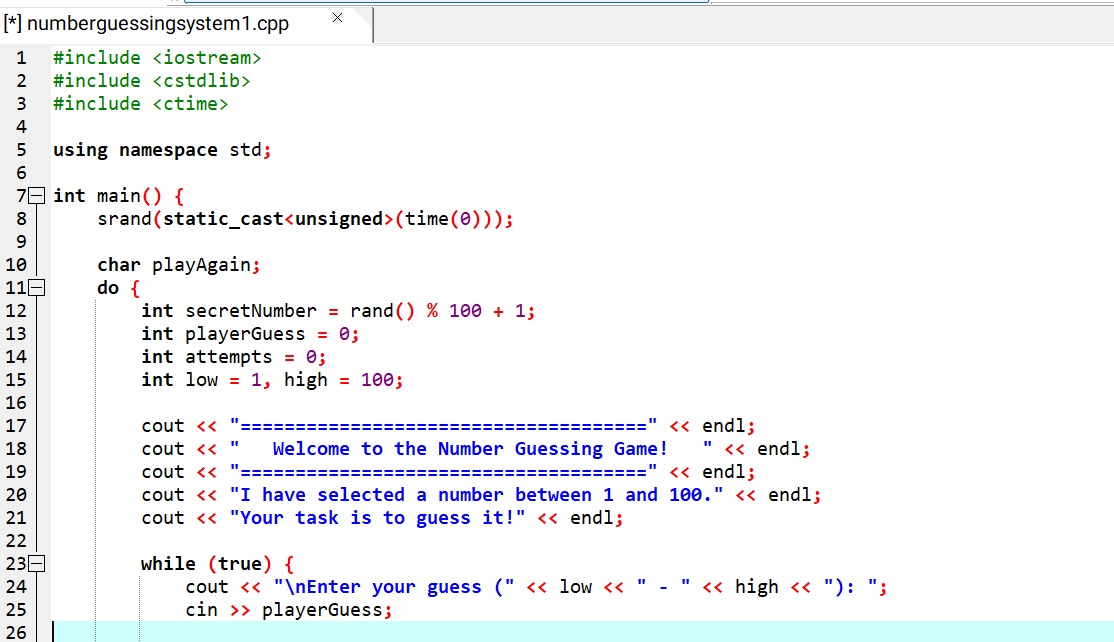 [*] numberguessingsystem1.cpp
1 #include <iostream>
2 #include <cstdlib>
3 #include <ctime>
4
5 using namespace std;
6
7 int main() {
8     srand(static_cast<unsigned>(time(0)));
9
10     char playAgain;
11     do {
12         int secretNumber = rand() % 100 + 1;
13         int playerGuess = 0;
14         int attempts = 0;
15         int low = 1, high = 100;
16
17         cout << "=====================================" << endl;
18         cout << "   Welcome to the Number Guessing Game!   " << endl;
19         cout << "=====================================" << endl;
20         cout << "I have selected a number between 1 and 100." << endl;
21         cout << "Your task is to guess it!" << endl;
22
23         while (true) {
24             cout << "\nEnter your guess (" << low << " - " << high << "): ";
25             cin >> playerGuess;
26